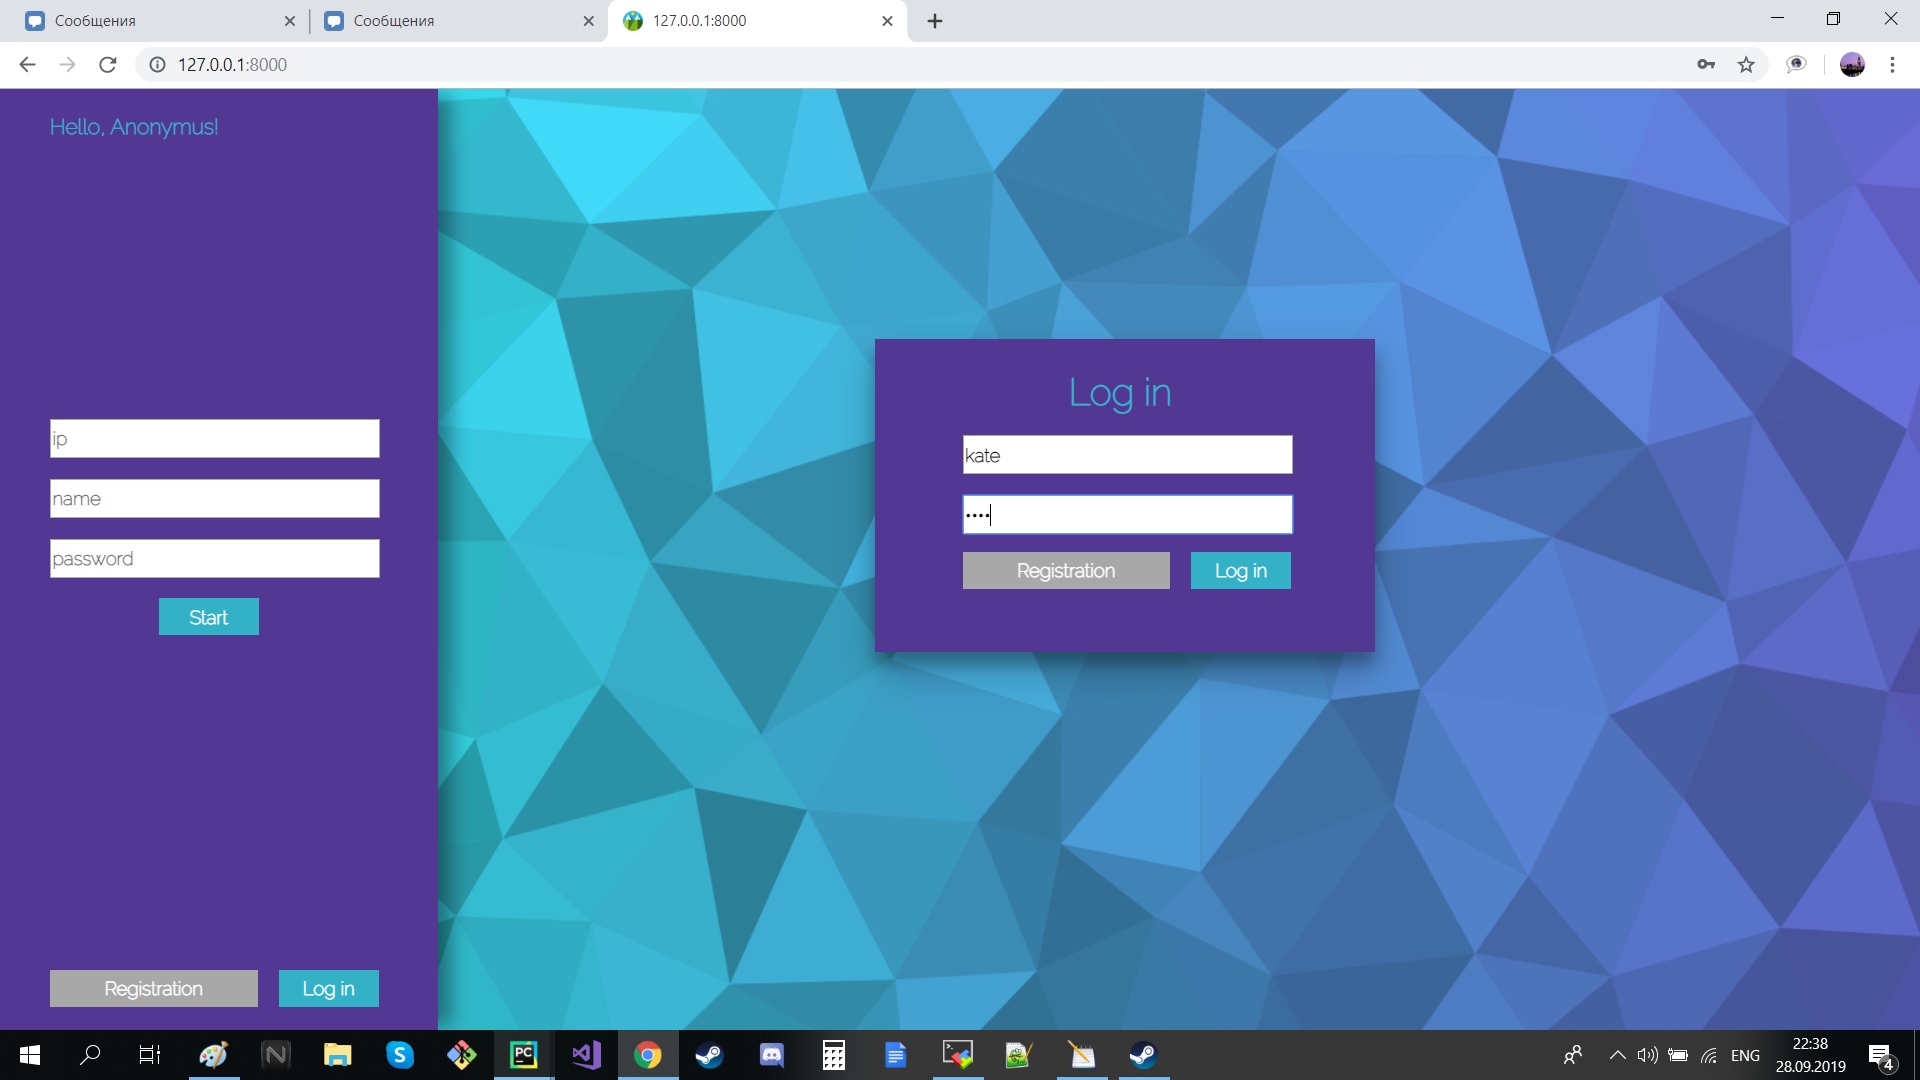 Сообщения
Сообщения
127.0.0.1:8000
127.0.0.1:8000
Hello, Anonymus!
ip
name
password
Start
Registration
Log in
Log in
kate
••••
Registration
Log in
PC
ENG
22:38
28.09.2019
4